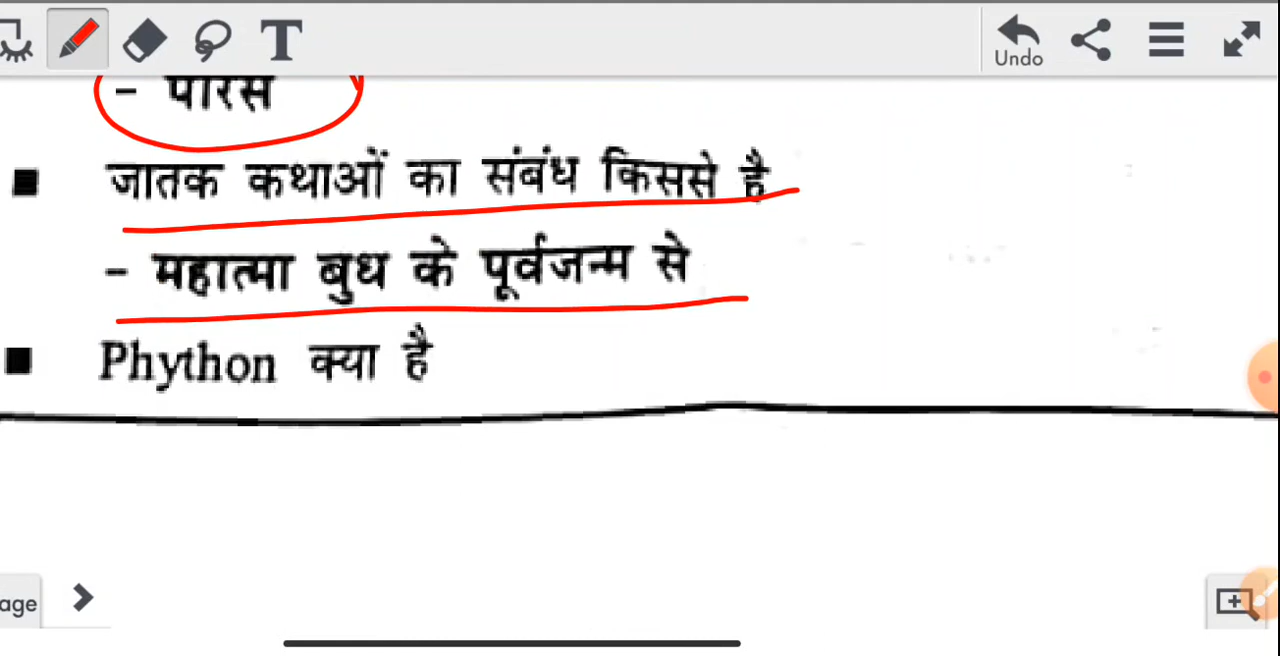 Undo
- पारस
■ जातक कथाओं का संबंध किससे है
- महात्मा बुध के पूर्वजन्म से
■ Phython क्या है
age